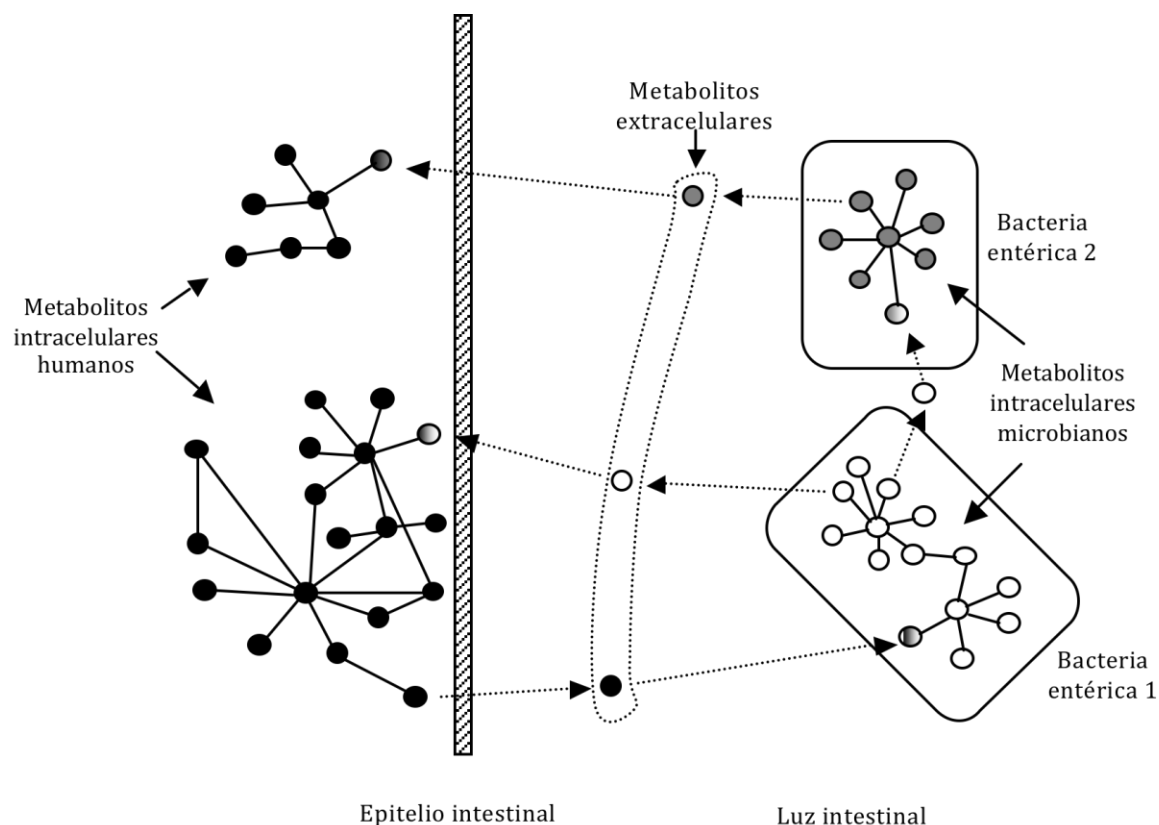 Metabolitos
extracelulares
Bacteria
entérica 2
Metabolitos
intracelulares
humanos
Metabolitos
intracelulares
microbianos
Bacteria
entérica 1
Epitelio intestinal
Luz intestinal